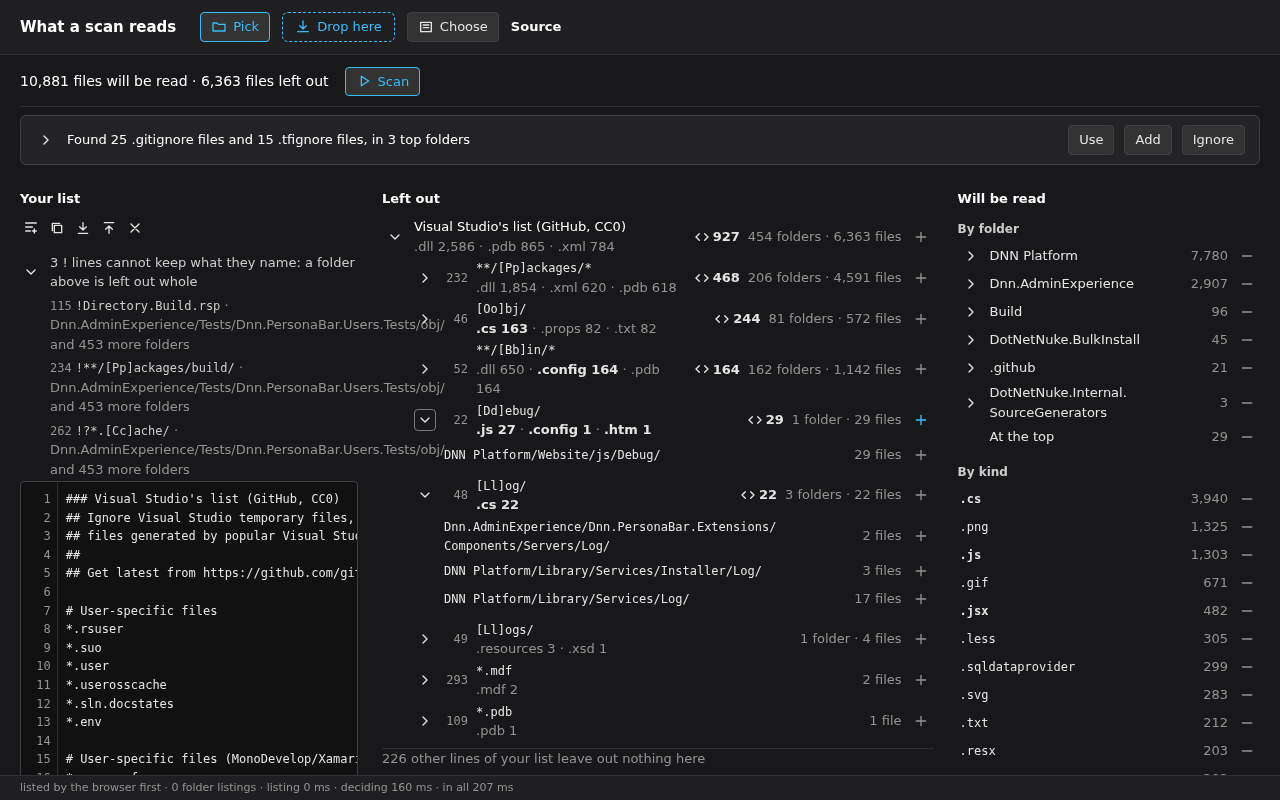 What a scan reads
Pick
Drop here
Choose
Source
10,881 files will be read · 6,363 files left out
Scan
Found 25 .gitignore files and 15 .tfignore files, in 3 top folders
Use
Add
Ignore
Your list
3 ! lines cannot keep what they name: a folder
above is left out whole
115 !Directory.Build.rsp ·
Dnn.AdminExperience/Tests/Dnn.PersonaBar.Users.Tests/obj/
and 453 more folders
234 !**/[Pp]ackages/build/ ·
Dnn.AdminExperience/Tests/Dnn.PersonaBar.Users.Tests/obj/
and 453 more folders
262 !?*.[Cc]ache/ ·
Dnn.AdminExperience/Tests/Dnn.PersonaBar.Users.Tests/obj/
and 453 more folders
1 ### Visual Studio's list (GitHub, CC0)
2 ## Ignore Visual Studio temporary files,
3 ## files generated by popular Visual Stu
4 ##
5 ## Get latest from https://github.com/git
6
7 # User-specific files
8 *.rsuser
9 *.suo
10 *.user
11 *.userosscache
12 *.sln.docstates
13 *.env
14
15 # User-specific files (MonoDevelop/Xamar
Left out
Visual Studio's list (GitHub, CC0)
.dll 2,586 · .pdb 865 · .xml 784
927 454 folders · 6,363 files
232 **/[Pp]ackages/*
.dll 1,854 · .xml 620 · .pdb 618
468 206 folders · 4,591 files
46 [Oo]bj/
.cs 163 · .props 82 · .txt 82
244 81 folders · 572 files
52 **/[Bb]in/*
.dll 650 · .config 164 · .pdb
164
164 162 folders · 1,142 files
22 [Dd]ebug/
.js 27 · .config 1 · .htm 1
29 1 folder · 29 files
DNN Platform/Website/js/Debug/ 29 files
48 [Ll]og/
.cs 22
22 3 folders · 22 files
Dnn.AdminExperience/Dnn.PersonaBar.Extensions/
Components/Servers/Log/
2 files
DNN Platform/Library/Services/Installer/Log/ 3 files
DNN Platform/Library/Services/Log/ 17 files
49 [Ll]ogs/
.resources 3 · .xsd 1
1 folder · 4 files
293 *.mdf
.mdf 2
2 files
109 *.pdb
.pdb 1
1 file
226 other lines of your list leave out nothing here
Will be read
By folder
DNN Platform 7,780
Dnn.AdminExperience 2,907
Build 96
DotNetNuke.BulkInstall 45
.github 21
DotNetNuke.Internal.
SourceGenerators
3
At the top 29
By kind
.cs 3,940
.png 1,325
.js 1,303
.gif 671
.jsx 482
.less 305
.sqldataprovider 299
.svg 283
.txt 212
.resx 203
listed by the browser first · 0 folder listings · listing 0 ms · deciding 160 ms · in all 207 ms